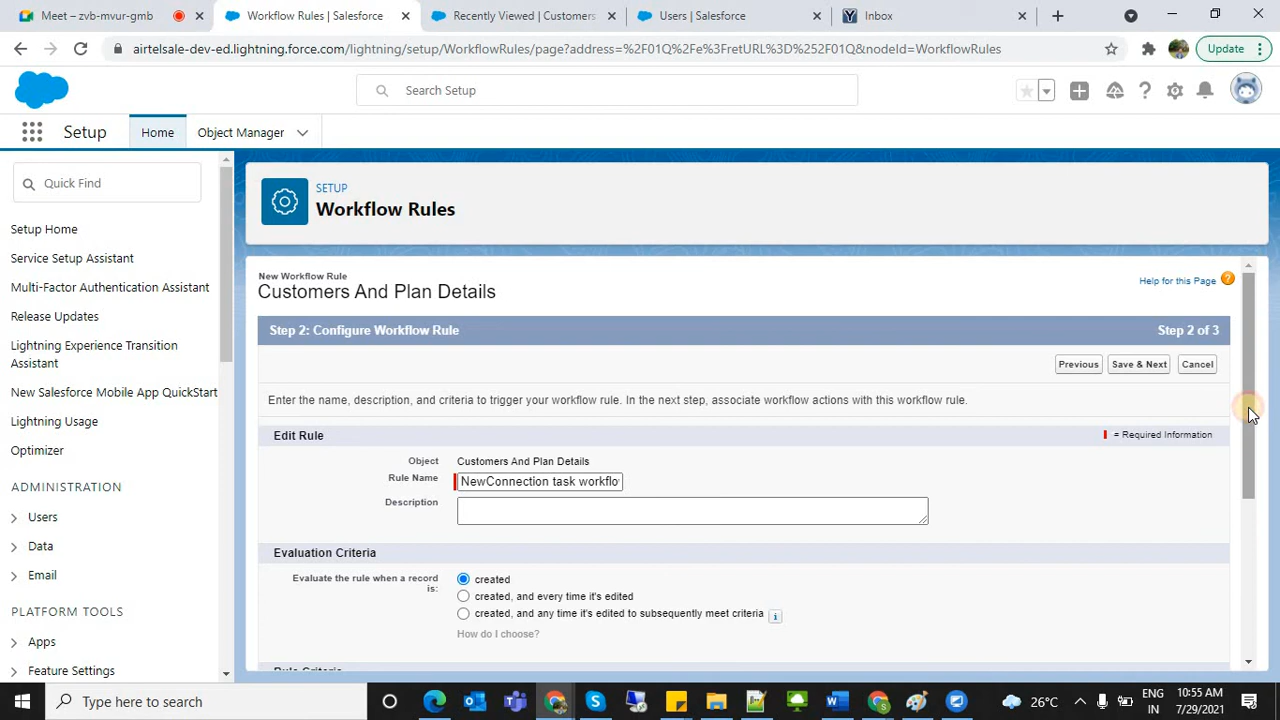 Meet – zvb-mvur-gmb
Workflow Rules | Salesforce
Recently Viewed | Customers
Users | Salesforce
Inbox
airtelsale-dev-ed.lightning.force.com/lightning/setup/WorkflowRules/page?address=%2F01Q%2Fe%3FretURL%3D%252F01Q&nodeId=WorkflowRules
Update
Search Setup
Setup
Home
Object Manager
Quick Find
Setup Home
Service Setup Assistant
Multi-Factor Authentication Assistant
Release Updates
Lightning Experience Transition
Assistant
New Salesforce Mobile App QuickStart
Lightning Usage
Optimizer
ADMINISTRATION
Users
Data
Email
PLATFORM TOOLS
Apps
Feature Settings
SETUP
Workflow Rules
New Workflow Rule
Customers And Plan Details
Help for this Page
Step 2: Configure Workflow Rule
Step 2 of 3
Previous
Save & Next
Cancel
Enter the name, description, and criteria to trigger your workflow rule. In the next step, associate workflow actions with this workflow rule.
Edit Rule
= Required Information
Object
Customers And Plan Details
Rule Name
NewConnection task workflo
Description
Evaluation Criteria
Evaluate the rule when a record
is:
created
created, and every time it's edited
created, and any time it's edited to subsequently meet criteria
How do I choose?
Rule Criteria
Type here to search
26°C
ENG
IN
10:55 AM
7/29/2021